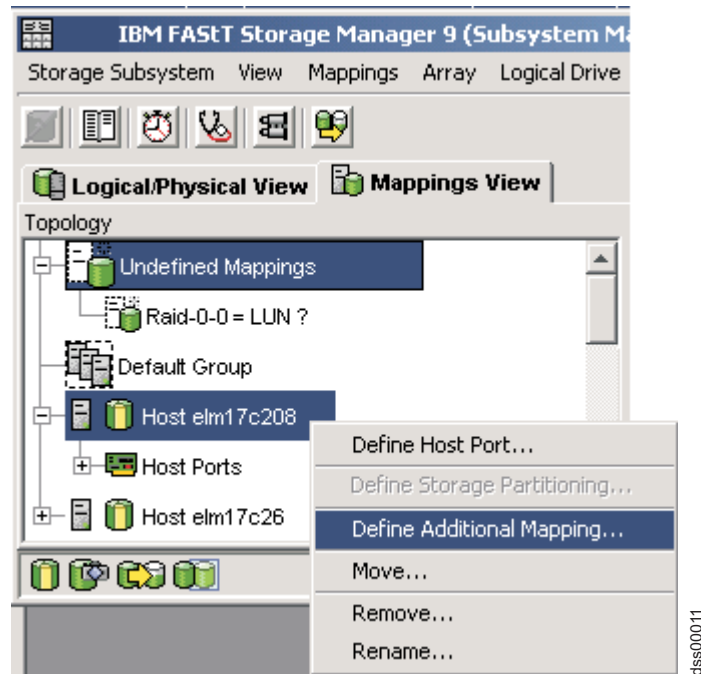 IBM FAStT Storage Manager 9 (Subsystem Ma
Storage Subsystem View Mappings Array Logical Drive
Logical/Physical View Mappings View
Topology
Undefined Mappings
Raid-0-0 = LUN ?
Default Group
Host elm17c208
Host Ports
Host elm17c26
Define Host Port...
Define Storage Partitioning...
Define Additional Mapping...
Move...
Remove...
Rename...
dss00011